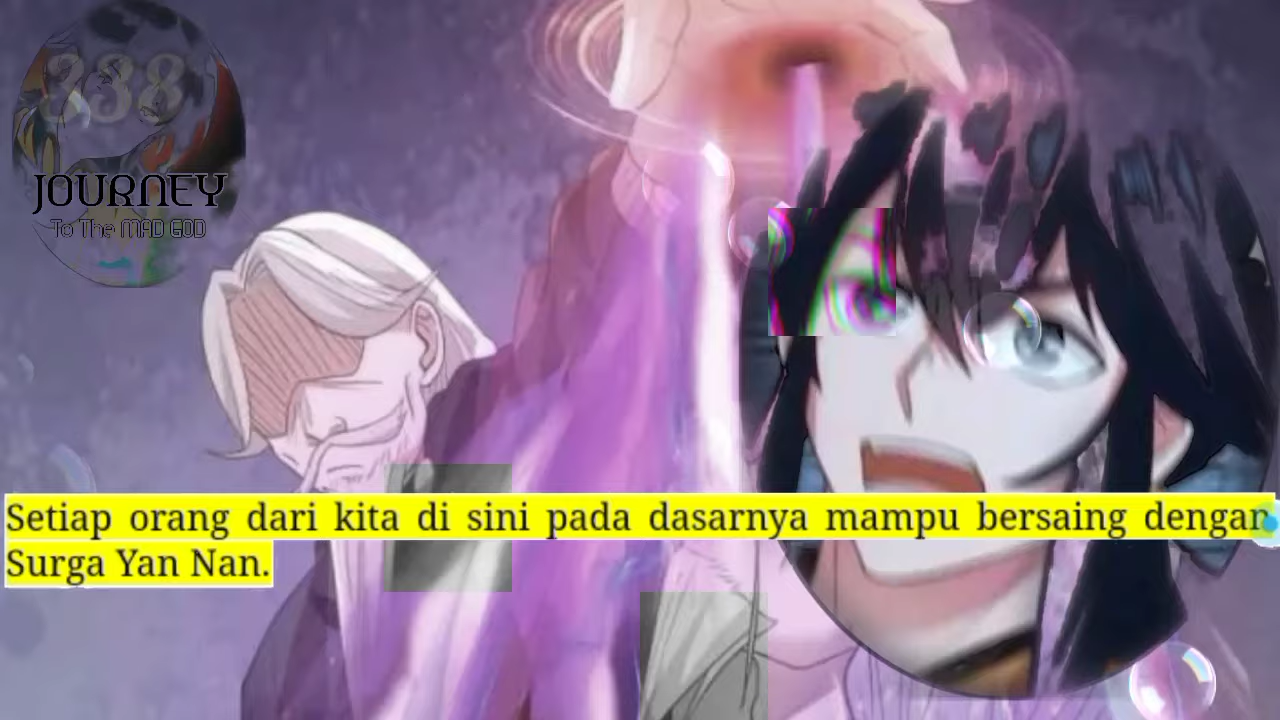 338
JOURNEY
To The MAD GOD
Setiap orang dari kita di sini pada dasarnya mampu bersaing dengan
Surga Yan Nan.